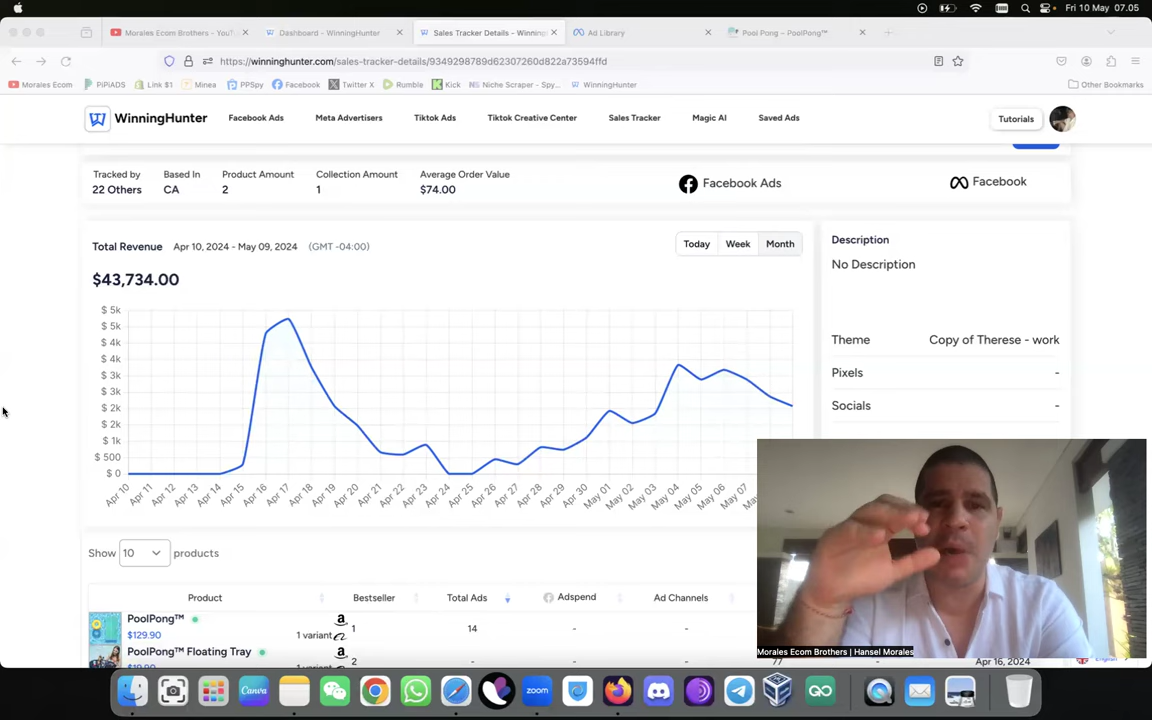 Fri 10 May 07.05
Morales Ecom Brothers - YouT
Dashboard - WinningHunter
Sales Tracker Details - Winning
Ad Library
Pool Pong – PoolPong™
https://winninghunter.com/sales-tracker-details/9349298789d62307260d822a73594ffd
Morales Ecom
PiPiADS
Link $1
Minea
PPSpy
Facebook
Twitter X
Rumble
Kick
Niche Scraper - Spy...
WinningHunter
Other Bookmarks
WinningHunter
Facebook Ads
Meta Advertisers
Tiktok Ads
Tiktok Creative Center
Sales Tracker
Magic AI
Saved Ads
Tutorials
Tracked by
Based In
Product Amount
Collection Amount
Average Order Value
22 Others
CA
2
1
$74.00
Facebook Ads
Facebook
Total Revenue
Apr 10, 2024 - May 09, 2024
(GMT -04:00)
Today
Week
Month
$43,734.00
$ 5k
$ 5k
$ 4k
$ 4k
$ 3k
$ 3k
$ 2k
$ 2k
$ 1k
$ 500
$ 0
Apr 10
Apr 11
Apr 12
Apr 13
Apr 14
Apr 15
Apr 16
Apr 17
Apr 18
Apr 19
Apr 20
Apr 21
Apr 22
Apr 23
Apr 24
Apr 25
Apr 26
Apr 27
Apr 28
Apr 29
Apr 30
May 01
May 02
May 03
May 04
May 05
May 06
May 07
Description
No Description
Theme
Copy of Therese - work
Pixels
-
Socials
-
Show
10
products
Product
Bestseller
Total Ads
Adspend
Ad Channels
PoolPong™
$129.90
1 variant
1
14
-
-
PoolPong™ Floating Tray
2
-
-
77
-
Apr 16, 2024
English
Morales Ecom Brothers | Hansel Morales
Canva
zoom